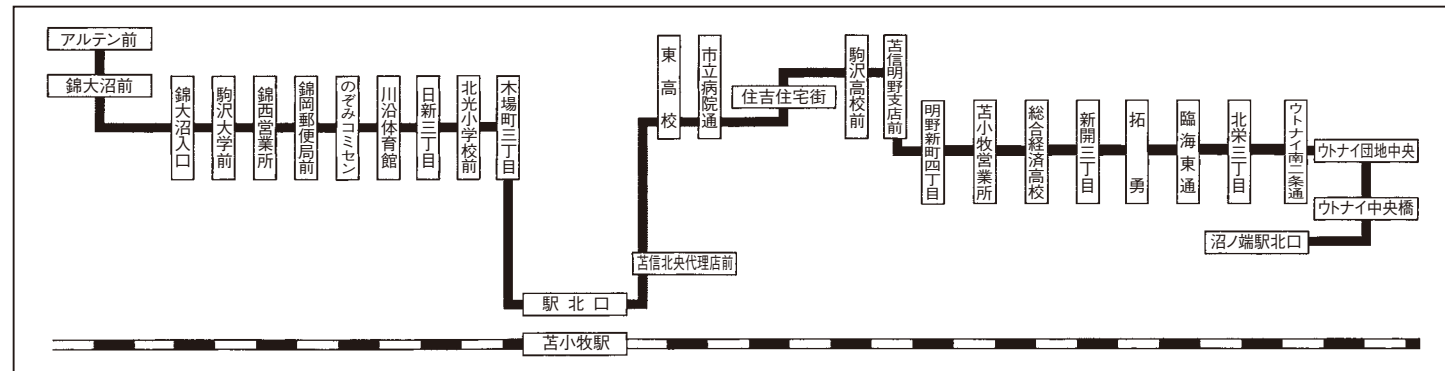 アルテン前
錦大沼前
錦大沼入口
駒沢大学前
錦西営業所
錦岡郵便局前
のぞみコミセン
川沿体育館
日新三丁目
北光小学校前
木場町三丁目
駅北口
苫信北央代理店前
東高校
市立病院通
住吉住宅街
駒沢高校前
苫信明野支店前
明野新町四丁目
苫小牧営業所
総合経済高校
新開三丁目
拓勇
臨海東通
北栄三丁目
ウトナイ南二条通
ウトナイ団地中央
ウトナイ中央橋
沼ノ端駅北口
苫小牧駅